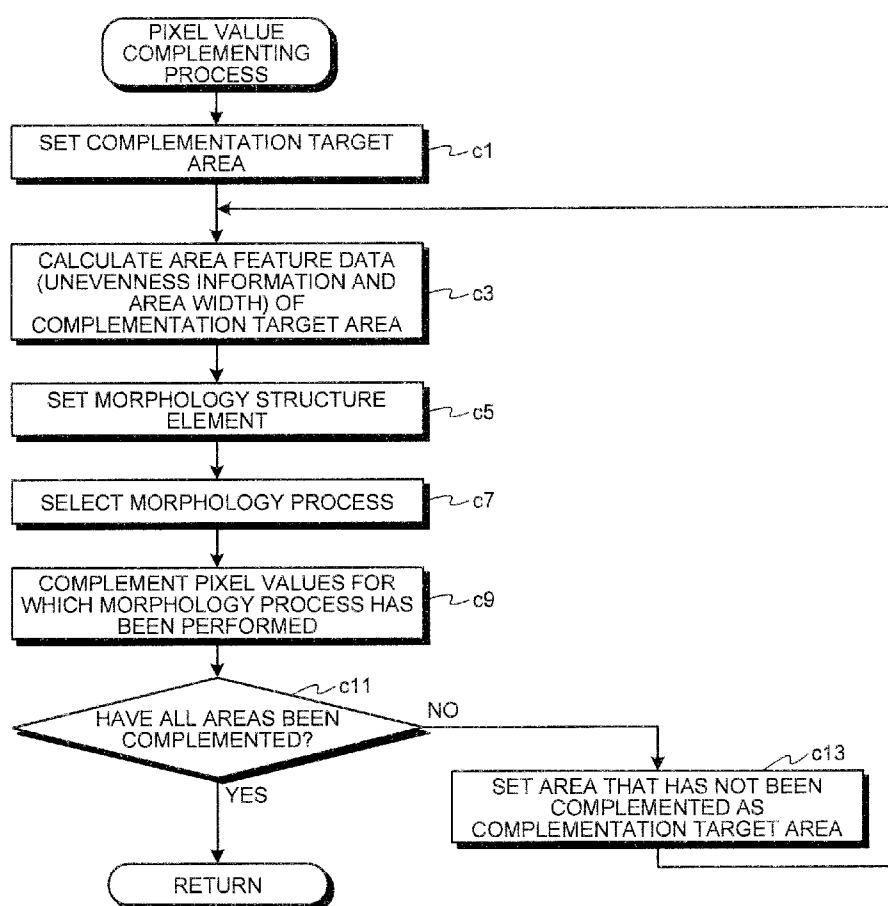 PIXEL VALUE
COMPLEMENTING
PROCESS
SET COMPLEMENTATION TARGET
AREA
c1
CALCULATE AREA FEATURE DATA
(UNEVENNESS INFORMATION AND
AREA WIDTH) OF
COMPLEMENTATION TARGET AREA
c3
SET MORPHOLOGY STRUCTURE
ELEMENT
c5
SELECT MORPHOLOGY PROCESS
c7
COMPLEMENT PIXEL VALUES FOR
WHICH MORPHOLOGY PROCESS HAS
BEEN PERFORMED
c9
c11
HAVE ALL AREAS BEEN
COMPLEMENTED?
NO
YES
c13
SET AREA THAT HAS NOT BEEN
COMPLEMENTED AS
COMPLEMENTATION TARGET AREA
RETURN